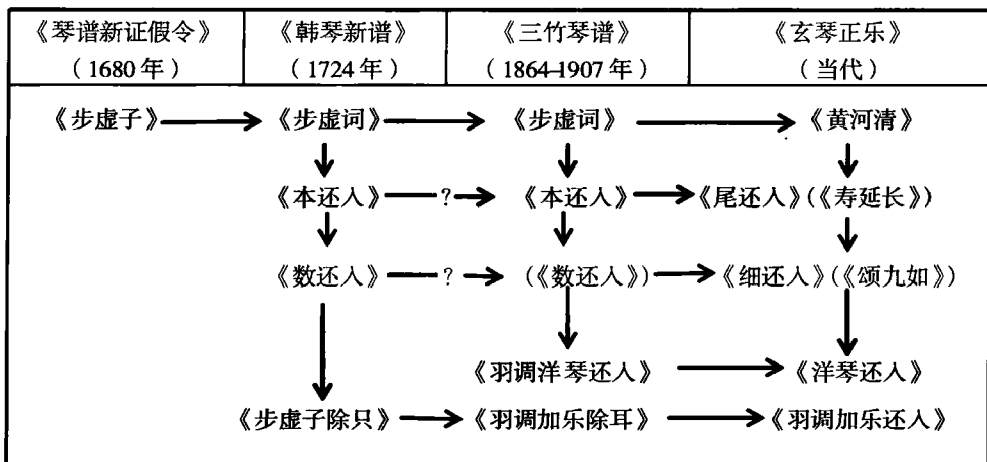 《琴谱新证假令》 《韩琴新谱》 《三竹琴谱》 《玄琴正乐》
（1680年） （1724年） （1864-1907年） （当代）
《步虚子》 《步虚词》 《步虚词》 《黄河清》
《本还入》 ? 《本还入》 《尾还入》(《寿延长》)
《数还入》 ? (《数还入》) 《细还入》(《颂九如》)
《羽调洋琴还入》 《洋琴还入》
《步虚子除只》 《羽调加乐除耳》 《羽调加乐还入》